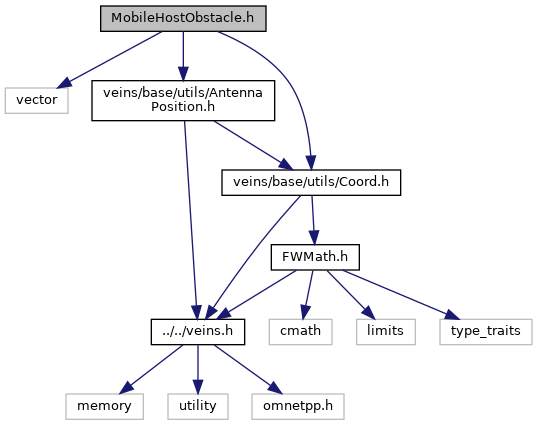 MobileHostObstacle.h
vector
veins/base/utils/Antenna
Position.h
veins/base/utils/Coord.h
FWMath.h
../../veins.h
cmath
limits
type_traits
memory
utility
omnetpp.h